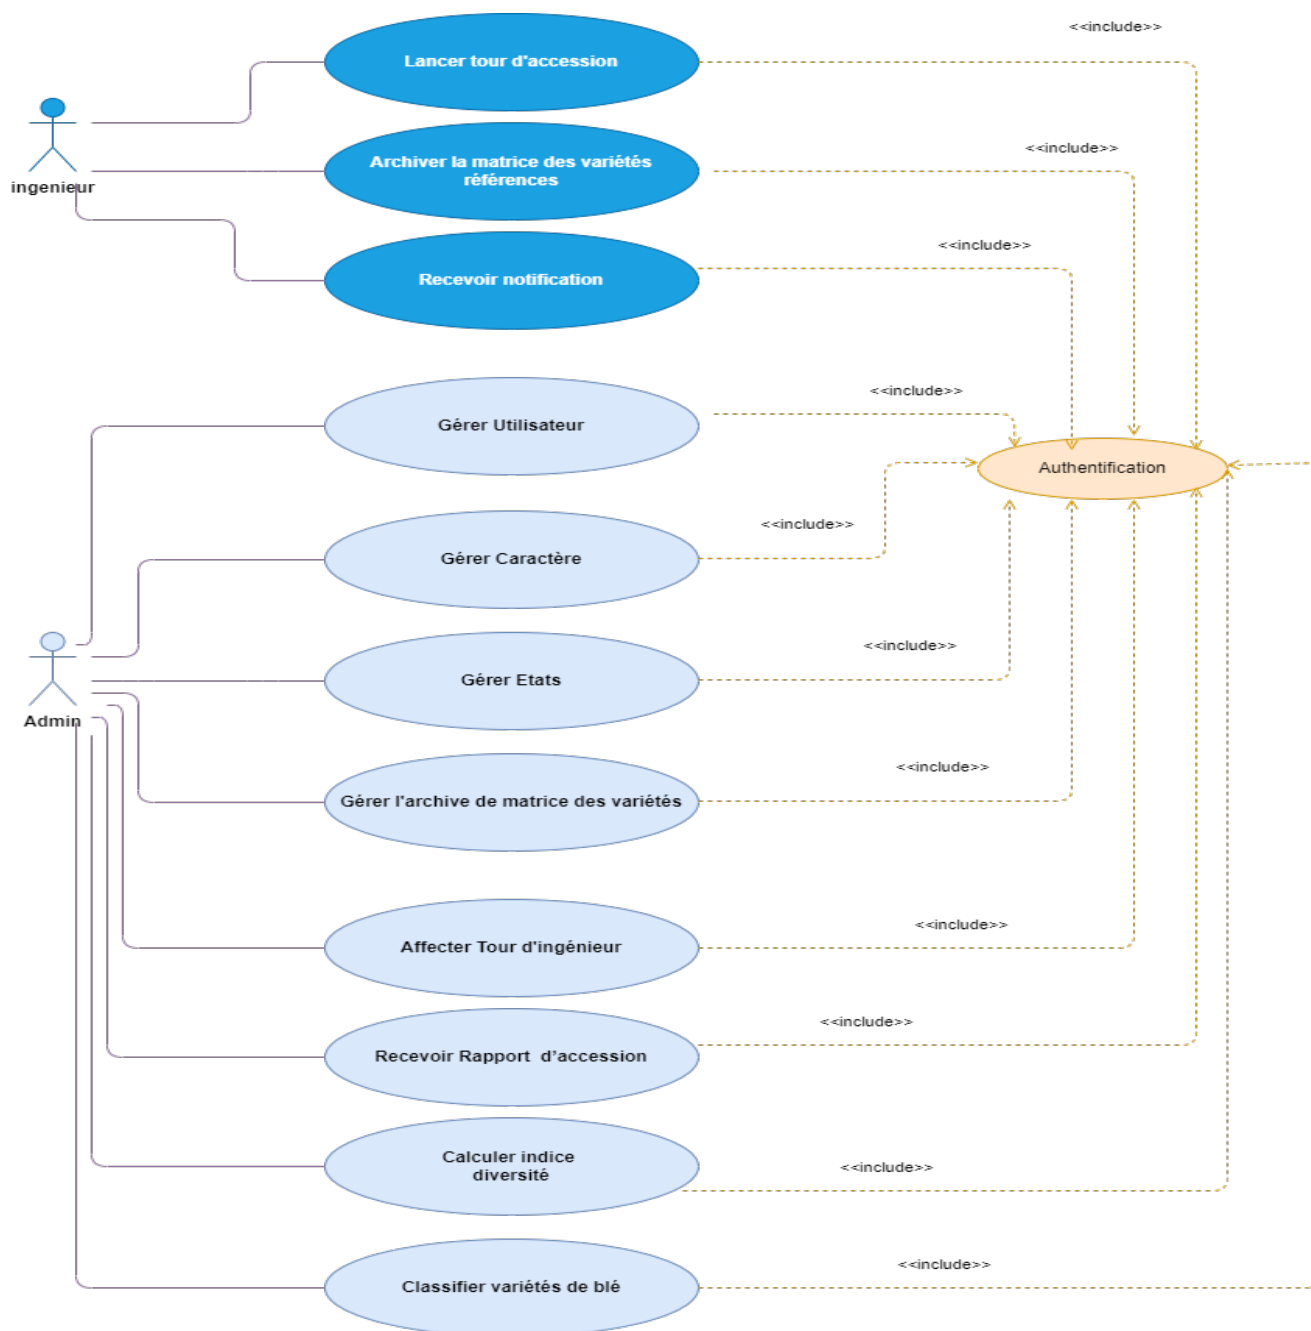 <<include>>
Lancer tour d'accession
<<include>>
Archiver la matrice des variétés
références
ingenieur
<<include>>
Recevoir notification
<<include>>
Gérer Utilisateur
Authentification
<<include>>
Gérer Caractère
<<include>>
Gérer Etats
Admin
<<include>>
Gérer l'archive de matrice des variétés
<<include>>
Affecter Tour d'ingénieur
<<include>>
Recevoir Rapport d’accession
Calculer indice
diversité
<<include>>
<<include>>
Classifier variétés de blé